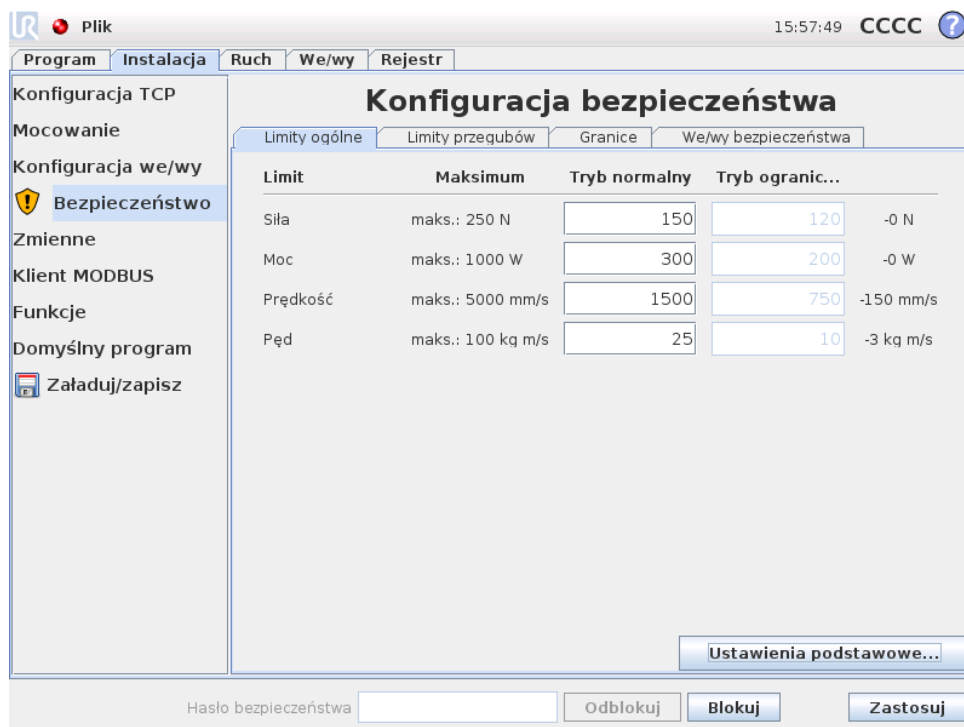 UR Plik 15:57:49 CCCC ?
Program Instalacja Ruch We/wy Rejestr
Konfiguracja TCP
Mocowanie
Konfiguracja we/wy
Bezpieczeństwo
Zmienne
Klient MODBUS
Funkcje
Domyślny program
Załaduj/zapisz
Konfiguracja bezpieczeństwa
Limity ogólne Limity przegubów Granice We/wy bezpieczeństwa
Limit Maksimum Tryb normalny Tryb ogranic...
Siła maks.: 250 N 150 120 -0 N
Moc maks.: 1000 W 300 200 -0 W
Prędkość maks.: 5000 mm/s 1500 750 -150 mm/s
Pęd maks.: 100 kg m/s 25 10 -3 kg m/s
Ustawienia podstawowe...
Hasło bezpieczeństwa Odblokuj Blokuj Zastosuj